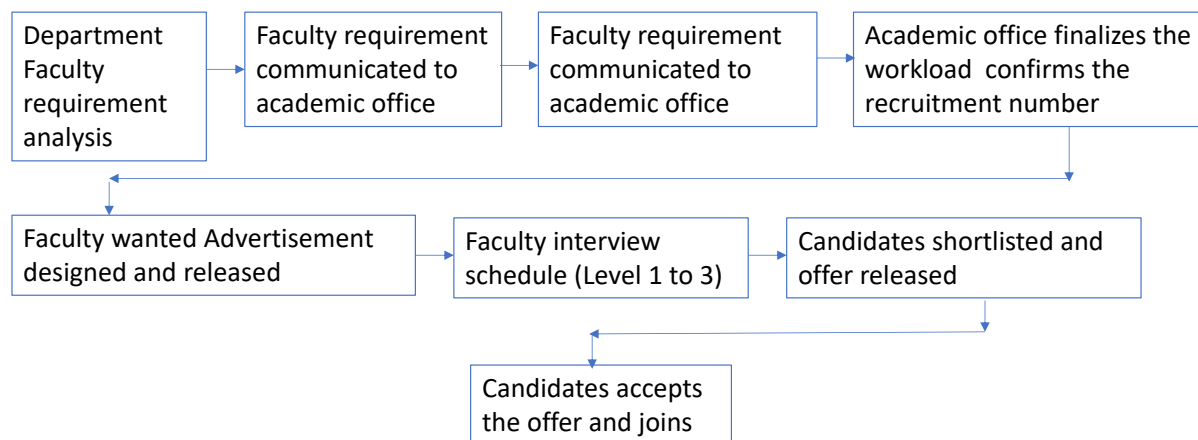 Department
Faculty
requirement
analysis
Faculty requirement
communicated to
academic office
Faculty requirement
communicated to
academic office
Academic office finalizes the
workload  confirms the
recruitment number
Faculty wanted Advertisement
designed and released
Faculty interview
schedule (Level 1 to 3)
Candidates shortlisted and
offer released
Candidates accepts
the offer and joins